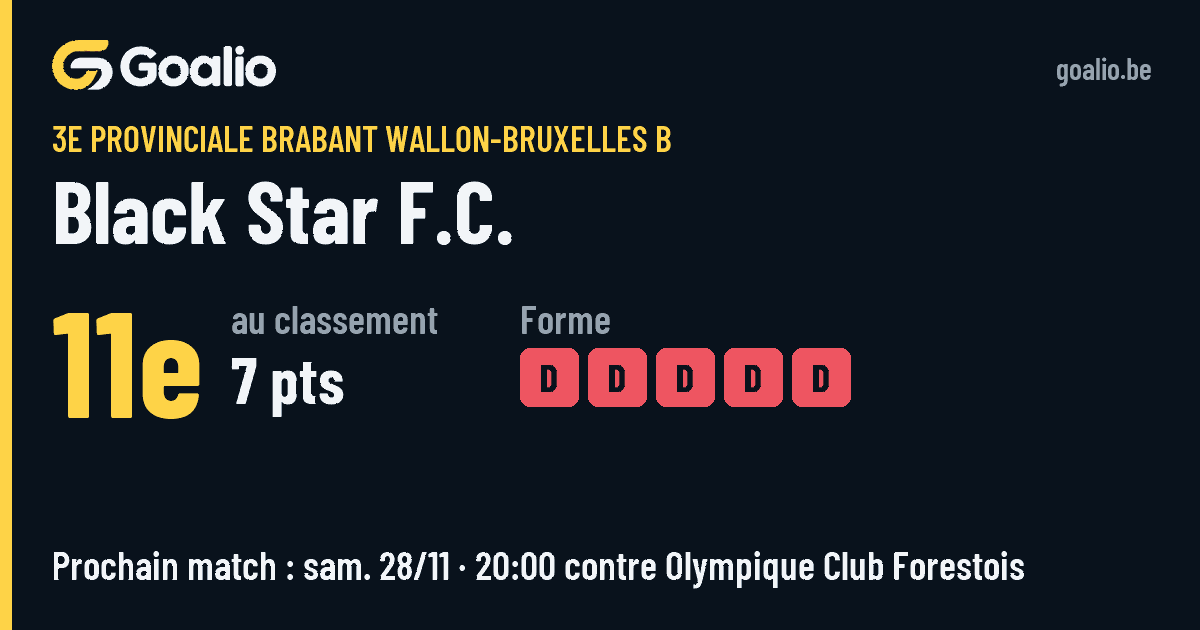 Goalio
goalio.be
3E PROVINCIALE BRABANT WALLON-BRUXELLES B
Black Star F.C.
11e
au classement
7 pts
Forme
D D D D D
Prochain match : sam. 28/11 · 20:00 contre Olympique Club Forestois